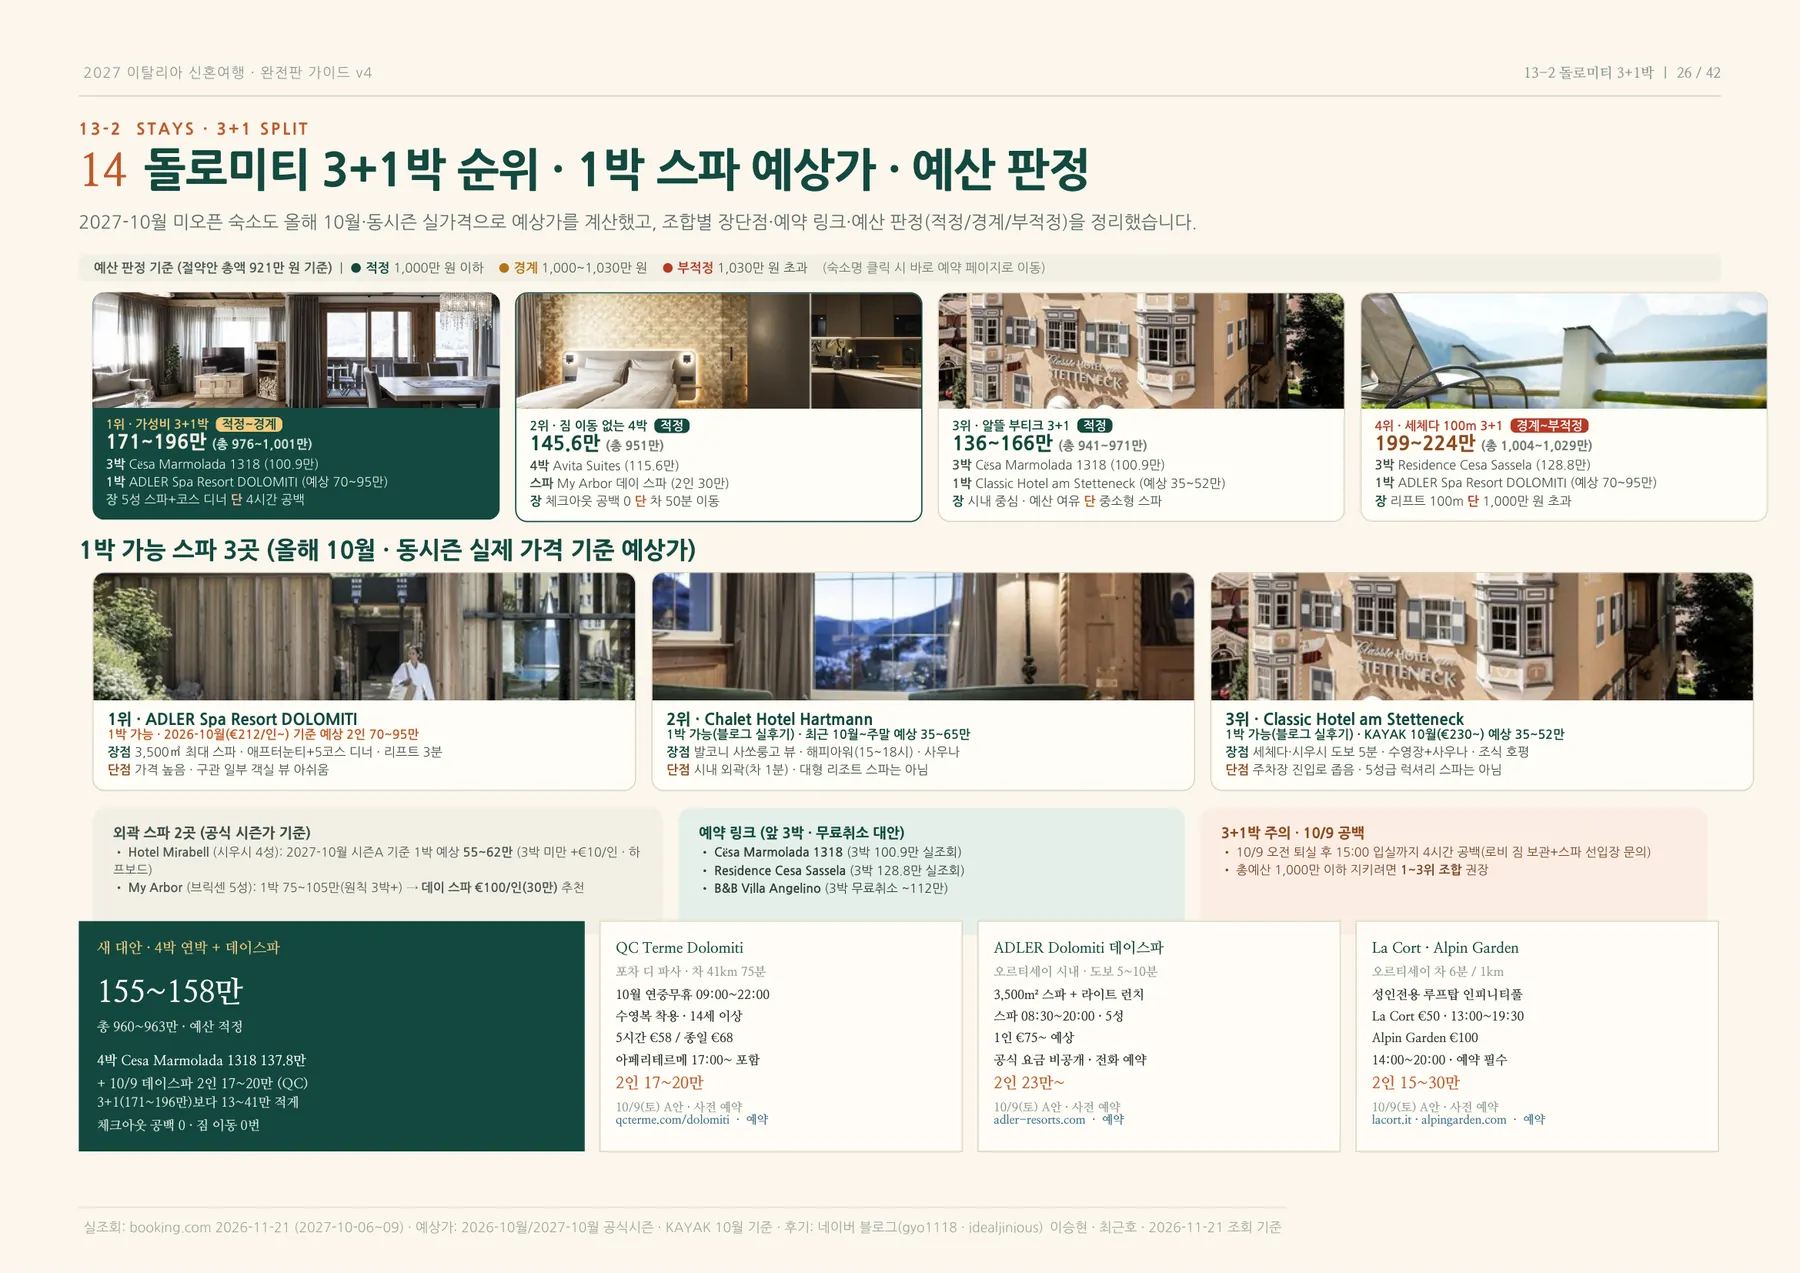 2027 이탈리아 신혼여행 · 완전판 가이드 v4
13-2 돌로미티 3+1박 | 26 / 42
13-2 STAYS · 3+1 SPLIT
14 돌로미티 3+1박 순위 · 1박 스파 예상가 · 예산 판정
2027-10월 미오픈 숙소도 올해 10월·동시즌 실가격으로 예상가를 계산했고, 조합별 장단점·예약 링크·예산 판정(적정/경계/부적정)을 정리했습니다.
예산 판정 기준 (절약안 총액 921만 원 기준) | ● 적정 1,000만 원 이하 ● 경계 1,000~1,030만 원 ● 부적정 1,030만 원 초과 (숙소명 클릭 시 바로 예약 페이지로 이동)
1위 · 가성비 3+1박 적정~경계
171~196만 (총 976~1,001만)
3박 Cësa Marmolada 1318 (100.9만)
1박 ADLER Spa Resort DOLOMITI (예상 70~95만)
장 5성 스파+코스 디너 단 4시간 공백
2위 · 짐 이동 없는 4박 적정
145.6만 (총 951만)
4박 Avita Suites (115.6만)
스파 My Arbor 데이 스파 (2인 30만)
장 체크아웃 공백 0 단 차 50분 이동
Classic HOTEL am STETTENECK
3위 · 알뜰 부티크 3+1 적정
136~166만 (총 941~971만)
3박 Cësa Marmolada 1318 (100.9만)
1박 Classic Hotel am Stetteneck (예상 35~52만)
장 시내 중심 · 예산 여유 단 중소형 스파
4위 · 세체다 100m 3+1 경계~부적정
199~224만 (총 1,004~1,029만)
3박 Residence Cesa Sassela (128.8만)
1박 ADLER Spa Resort DOLOMITI (예상 70~95만)
장 리프트 100m 단 1,000만 원 초과
1박 가능 스파 3곳 (올해 10월 · 동시즌 실제 가격 기준 예상가)
1위 · ADLER Spa Resort DOLOMITI
1박 가능 · 2026-10월(€212/인~) 기준 예상 2인 70~95만
장점 3,500㎡ 최대 스파 · 애프터눈티+5코스 디너 · 리프트 3분
단점 가격 높음 · 구관 일부 객실 뷰 아쉬움
2위 · Chalet Hotel Hartmann
1박 가능(블로그 실후기) · 최근 10월~주말 예상 35~65만
장점 발코니 사쏘룽고 뷰 · 해피아워(15~18시) · 사우나
단점 시내 외곽(차 1분) · 대형 리조트 스파는 아님
Classic HOTEL am STETTENECK
3위 · Classic Hotel am Stetteneck
1박 가능(블로그 실후기) · KAYAK 10월(€230~) 예상 35~52만
장점 세체다·시우시 도보 5분 · 수영장+사우나 · 조식 호평
단점 주차장 진입로 좁음 · 5성급 럭셔리 스파는 아님
외곽 스파 2곳 (공식 시즌가 기준)
• Hotel Mirabell (시우시 4성): 2027-10월 시즌A 기준 1박 예상 55~62만 (3박 미만 +€10/인 · 하
프보드)
• My Arbor (브릭센 5성): 1박 75~105만(원칙 3박+) → 데이 스파 €100/인(30만) 추천
예약 링크 (앞 3박 · 무료취소 대안)
• Cësa Marmolada 1318 (3박 100.9만 실조회)
• Residence Cesa Sassela (3박 128.8만 실조회)
• B&B Villa Angelino (3박 무료취소 ~112만)
3+1박 주의 · 10/9 공백
• 10/9 오전 퇴실 후 15:00 입실까지 4시간 공백(로비 짐 보관+스파 선입장 문의)
• 총예산 1,000만 이하 지키려면 1~3위 조합 권장
새 대안 · 4박 연박 + 데이스파
155~158만
총 960~963만 · 예산 적정
4박 Cesa Marmolada 1318 137.8만
+ 10/9 데이스파 2인 17~20만 (QC)
3+1(171~196만)보다 13~41만 적게
체크아웃 공백 0 · 짐 이동 0번
QC Terme Dolomiti
포차 디 파사 · 차 41km 75분
10월 연중무휴 09:00~22:00
수영복 착용 · 14세 이상
5시간 €58 / 종일 €68
아페리테르메 17:00~ 포함
2인 17~20만
10/9(토) A안 · 사전 예약
qcterme.com/dolomiti · 예약
ADLER Dolomiti 데이스파
오르티세이 시내 · 도보 5~10분
3,500m² 스파 + 라이트 런치
스파 08:30~20:00 · 5성
1인 €75~ 예상
공식 요금 비공개 · 전화 예약
2인 23만~
10/9(토) A안 · 사전 예약
adler-resorts.com · 예약
La Cort · Alpin Garden
오르티세이 차 6분 / 1km
성인전용 루프탑 인피니티풀
La Cort €50 · 13:00~19:30
Alpin Garden €100
14:00~20:00 · 예약 필수
2인 15~30만
10/9(토) A안 · 사전 예약
lacort.it · alpingarden.com · 예약
실조회: booking.com 2026-11-21 (2027-10-06~09) · 예상가: 2026-10월/2027-10월 공식시즌 · KAYAK 10월 기준 · 후기: 네이버 블로그(gyo1118 · idealjinious) 이승현 · 최근호 · 2026-11-21 조회 기준